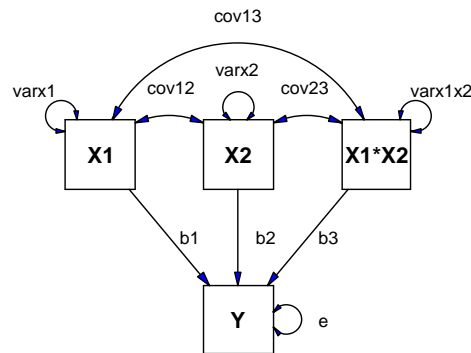 cov13
varx1
cov12
varx2
cov23
varx1x2
X1
X2
X1*X2
b1
b2
b3
Y
e